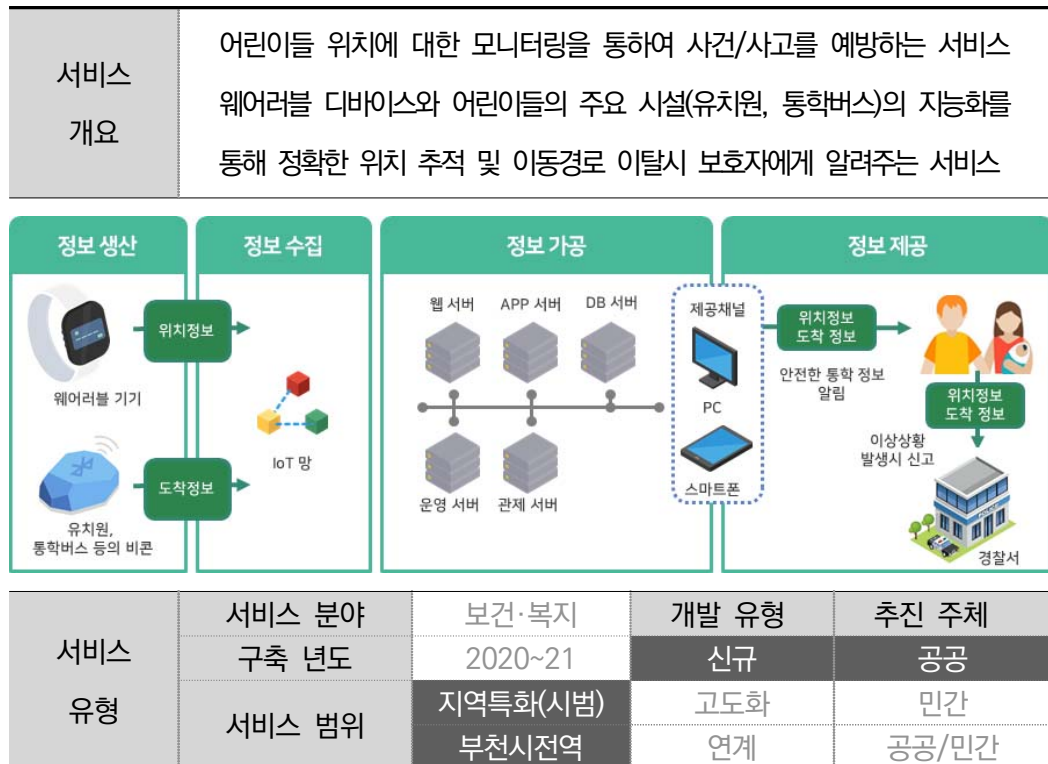 서비스
개요
어린이들 위치에 대한 모니터링을 통하여 사건/사고를 예방하는 서비스
웨어러블 디바이스와 어린이들의 주요 시설(유치원, 통학버스)의 지능화를
통해 정확한 위치 추적 및 이동경로 이탈시 보호자에게 알려주는 서비스
정보 생산
정보 수집
정보 가공
정보 제공
위치정보
웨어러블 기기
도착정보
유치원,
통학버스 등의 비콘
IoT 망
웹 서버
APP 서버
DB 서버
운영 서버
관제 서버
제공채널
PC
스마트폰
위치정보
도착 정보
안전한 통학 정보
알림
위치정보
도착 정보
이상상황
발생시 신고
POLICE
경찰서
서비스
유형
서비스 분야
보건·복지
개발 유형
추진 주체
구축 년도
2020~21
신규
공공
서비스 범위
지역특화(시범)
고도화
민간
부천시전역
연계
공공/민간